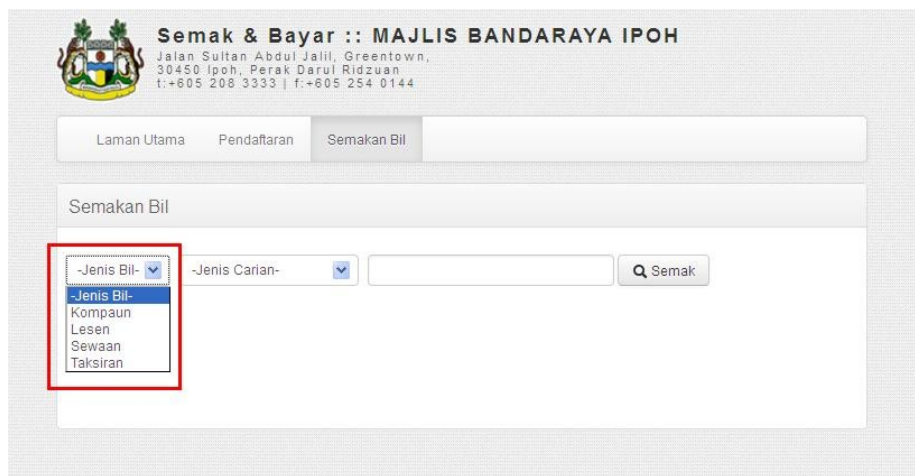 Semak & Bayar :: MAJLIS BANDARAYA IPOH
Jalan Sultan Abdul Jalil, Greentown,
30450 Ipoh, Perak Darul Ridzuan
t:+605 208 3333 | f:+605 254 0144
Laman Utama Pendaftaran Semakan Bil
Semakan Bil
-Jenis Bil- -Jenis Carian- Semak
-Jenis Bil-
Kompaun
Lesen
Sewaan
Taksiran